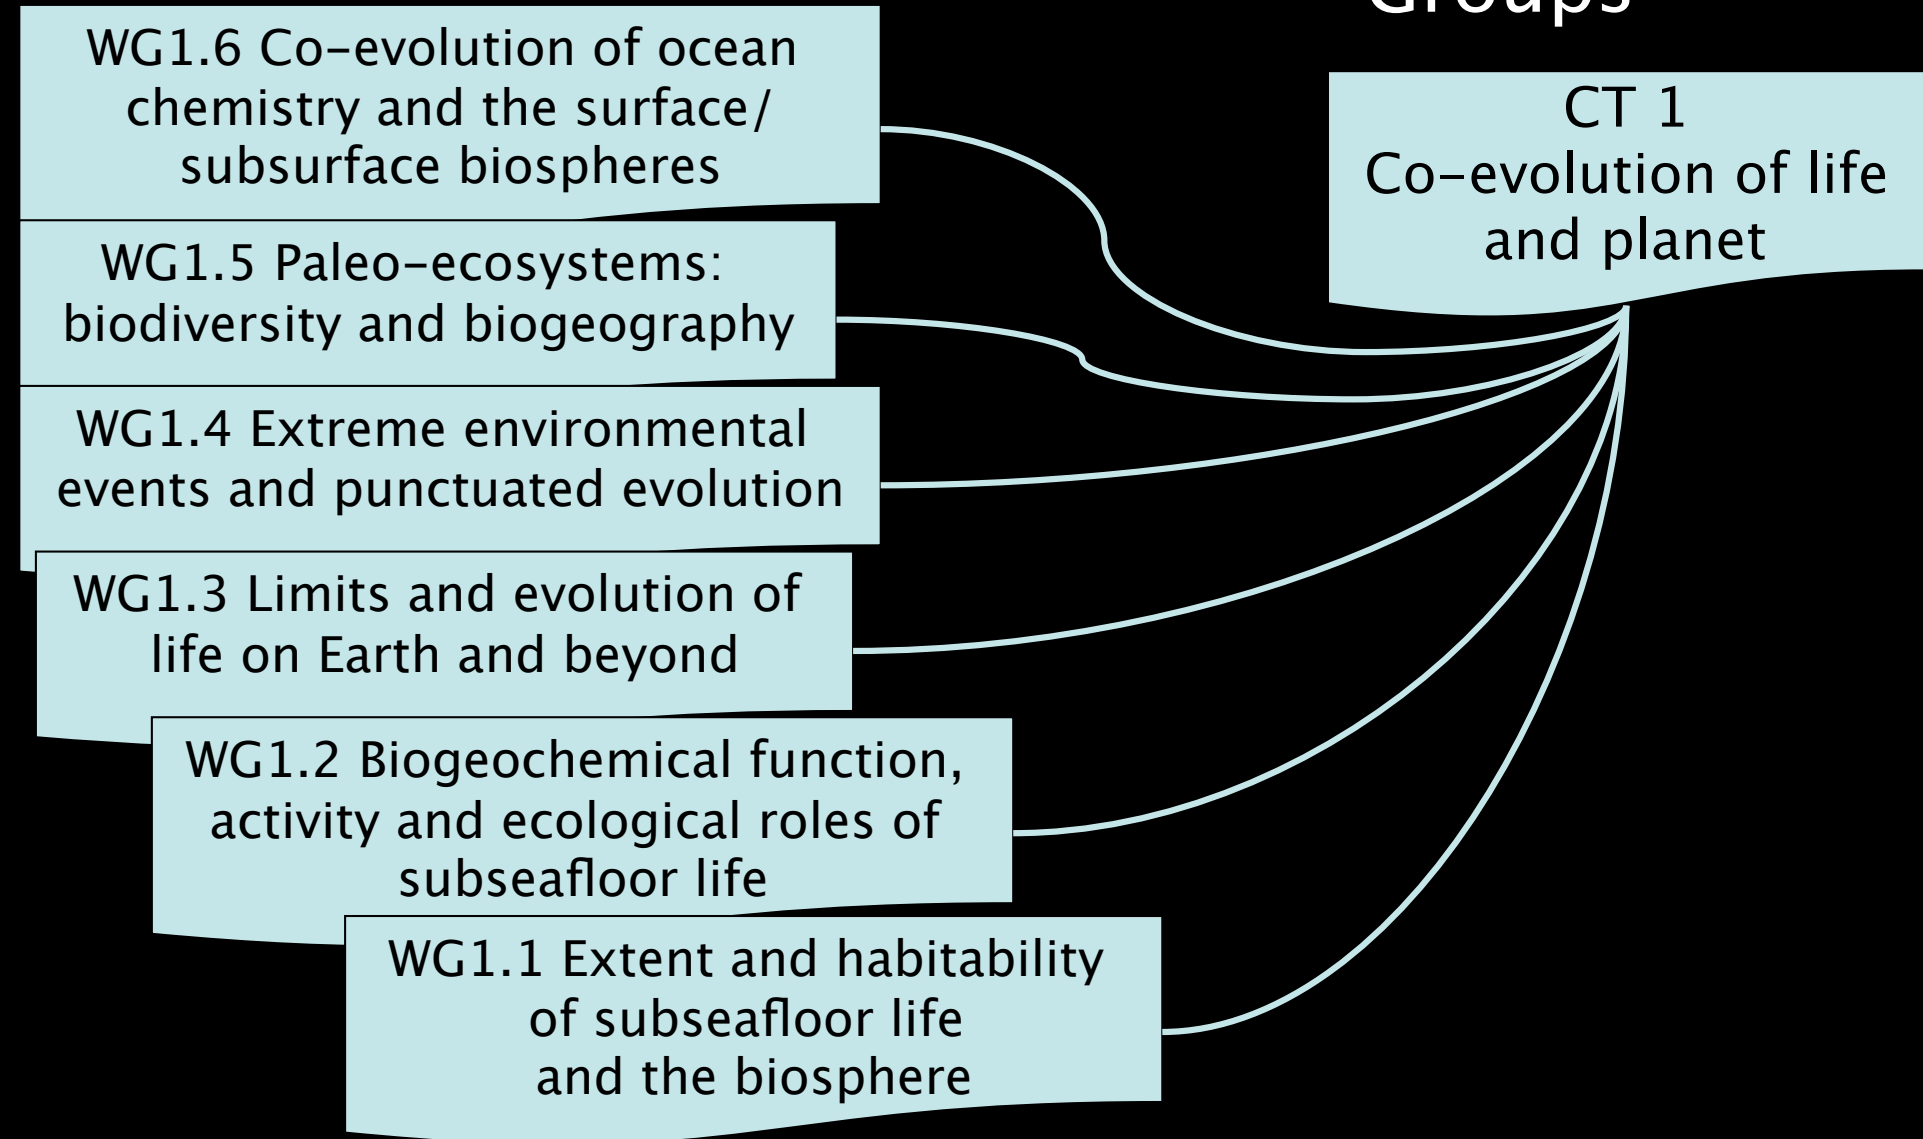 Groups
WG1.6 Co-evolution of ocean
chemistry and the surface/
subsurface biospheres
CT 1
Co-evolution of life
and planet
WG1.5 Paleo-ecosystems:
biodiversity and biogeography
WG1.4 Extreme environmental
events and punctuated evolution
WG1.3 Limits and evolution of
life on Earth and beyond
WG1.2 Biogeochemical function,
activity and ecological roles of
subseafloor life
WG1.1 Extent and habitability
of subseafloor life
and the biosphere